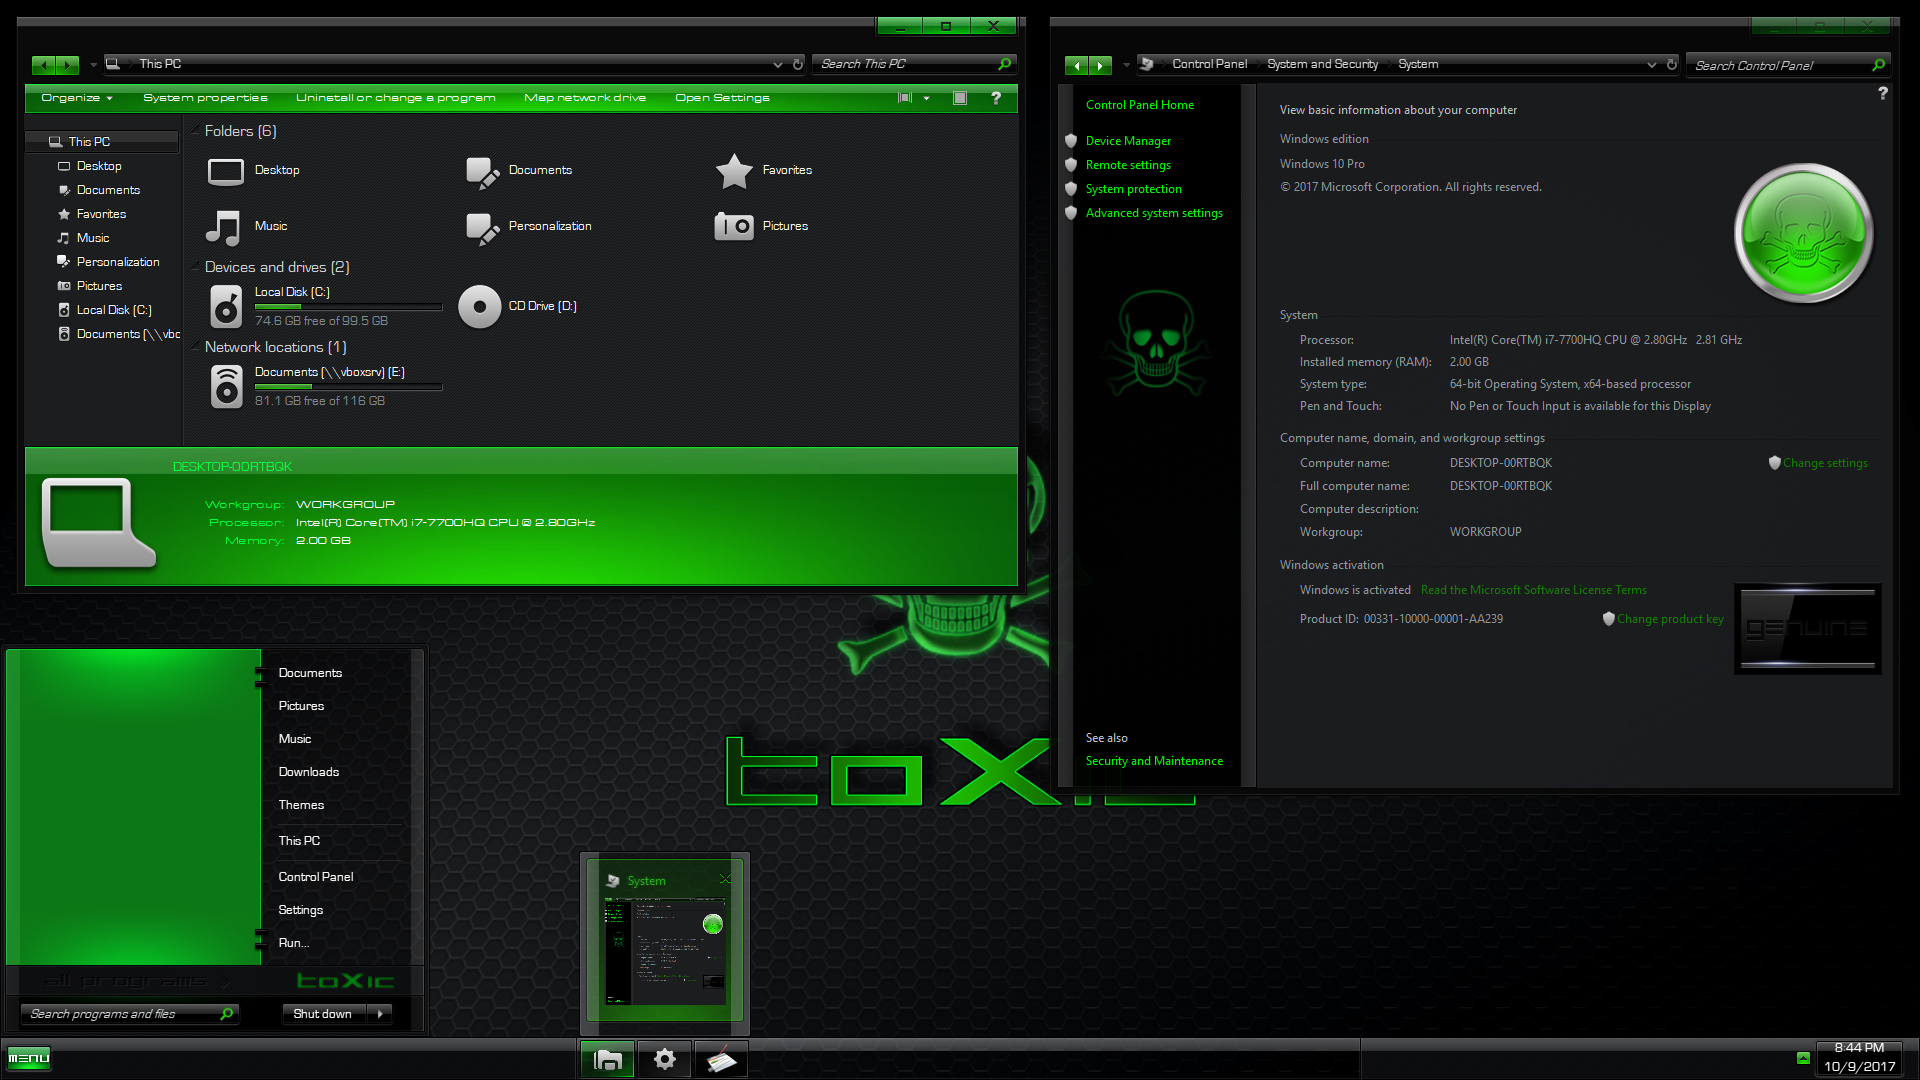 This PC
Search This PC
Organize
System properties
Uninstall or change a program
Map network drive
Open Settings
?
This PC
Desktop
Documents
Favorites
Music
Personalization
Pictures
Local Disk (C:)
Documents (\\vbo
Folders (6)
Desktop
Documents
Favorites
Music
Personalization
Pictures
Devices and drives (2)
Local Disk (C:)
74.6 GB free of 99.5 GB
CD Drive (D:)
Network locations (1)
Documents (\\vboxsrv) (E:)
81.1 GB free of 116 GB
DESKTOP-00RTBQK
Workgroup: WORKGROUP
Processor: Intel(R) Core(TM) i7-7700HQ CPU @ 2.80GHz
Memory: 2.00 GB
Control Panel
System and Security
System
Search Control Panel
?
Control Panel Home
Device Manager
Remote settings
System protection
Advanced system settings
See also
Security and Maintenance
View basic information about your computer
Windows edition
Windows 10 Pro
© 2017 Microsoft Corporation. All rights reserved.
System
Processor: Intel(R) Core(TM) i7-7700HQ CPU @ 2.80GHz 2.81 GHz
Installed memory (RAM): 2.00 GB
System type: 64-bit Operating System, x64-based processor
Pen and Touch: No Pen or Touch Input is available for this Display
Computer name, domain, and workgroup settings
Computer name: DESKTOP-00RTBQK
Change settings
Full computer name: DESKTOP-00RTBQK
Computer description:
Workgroup: WORKGROUP
Windows activation
Windows is activated Read the Microsoft Software License Terms
Product ID: 00331-10000-00001-AA239
Change product key
genuine
Documents
Pictures
Music
Downloads
Themes
This PC
Control Panel
Settings
Run...
all programs
toxic
Search programs and files
Shut down
toX
System
menu
8:44 PM
10/9/2017